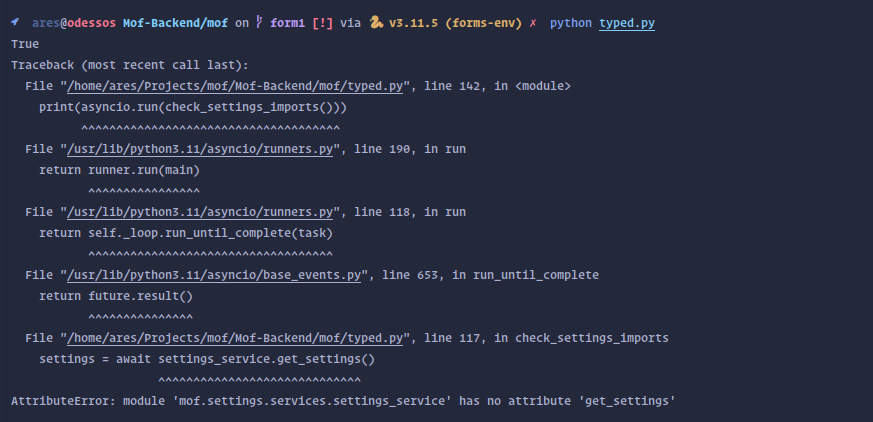 ares@odessos Mof-Backend/mof on form1 [!] via v3.11.5 (forms-env) ✗ python typed.py
True
Traceback (most recent call last):
  File "/home/ares/Projects/mof/Mof-Backend/mof/typed.py", line 142, in <module>
    print(asyncio.run(check_settings_imports()))
          ^^^^^^^^^^^^^^^^^^^^^^^^^^^^^^^^^^^^^
  File "/usr/lib/python3.11/asyncio/runners.py", line 190, in run
    return runner.run(main)
           ^^^^^^^^^^^^^^^^
  File "/usr/lib/python3.11/asyncio/runners.py", line 118, in run
    return self._loop.run_until_complete(task)
           ^^^^^^^^^^^^^^^^^^^^^^^^^^^^^^^^^^^
  File "/usr/lib/python3.11/asyncio/base_events.py", line 653, in run_until_complete
    return future.result()
           ^^^^^^^^^^^^^^^
  File "/home/ares/Projects/mof/Mof-Backend/mof/typed.py", line 117, in check_settings_imports
    settings = await settings_service.get_settings()
                     ^^^^^^^^^^^^^^^^^^^^^^^^^^^^^
AttributeError: module 'mof.settings.services.settings_service' has no attribute 'get_settings'